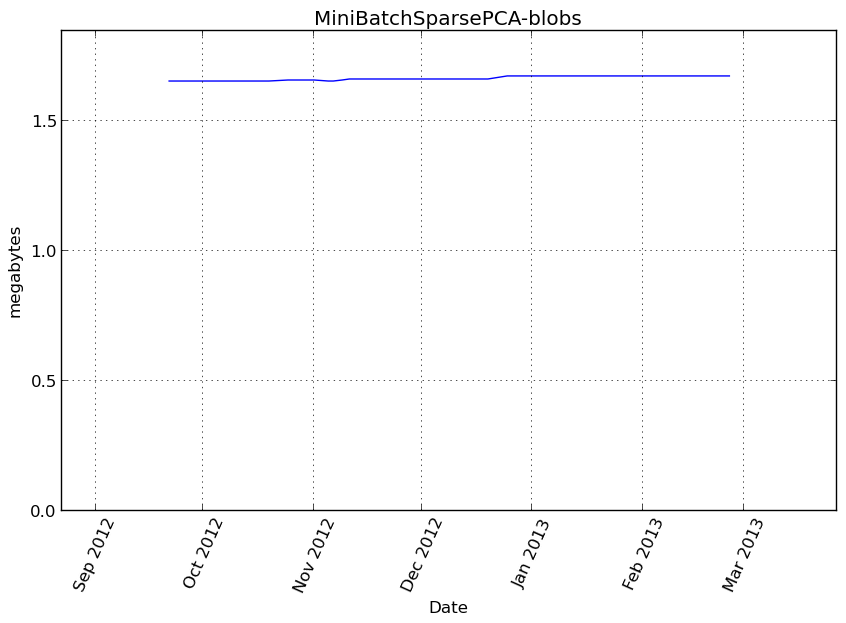 MiniBatchSparsePCA-blobs
megabytes
1.5
1.0
0.5
0.0
Sep 2012
Oct 2012
Nov 2012
Dec 2012
Jan 2013
Feb 2013
Mar 2013
Date